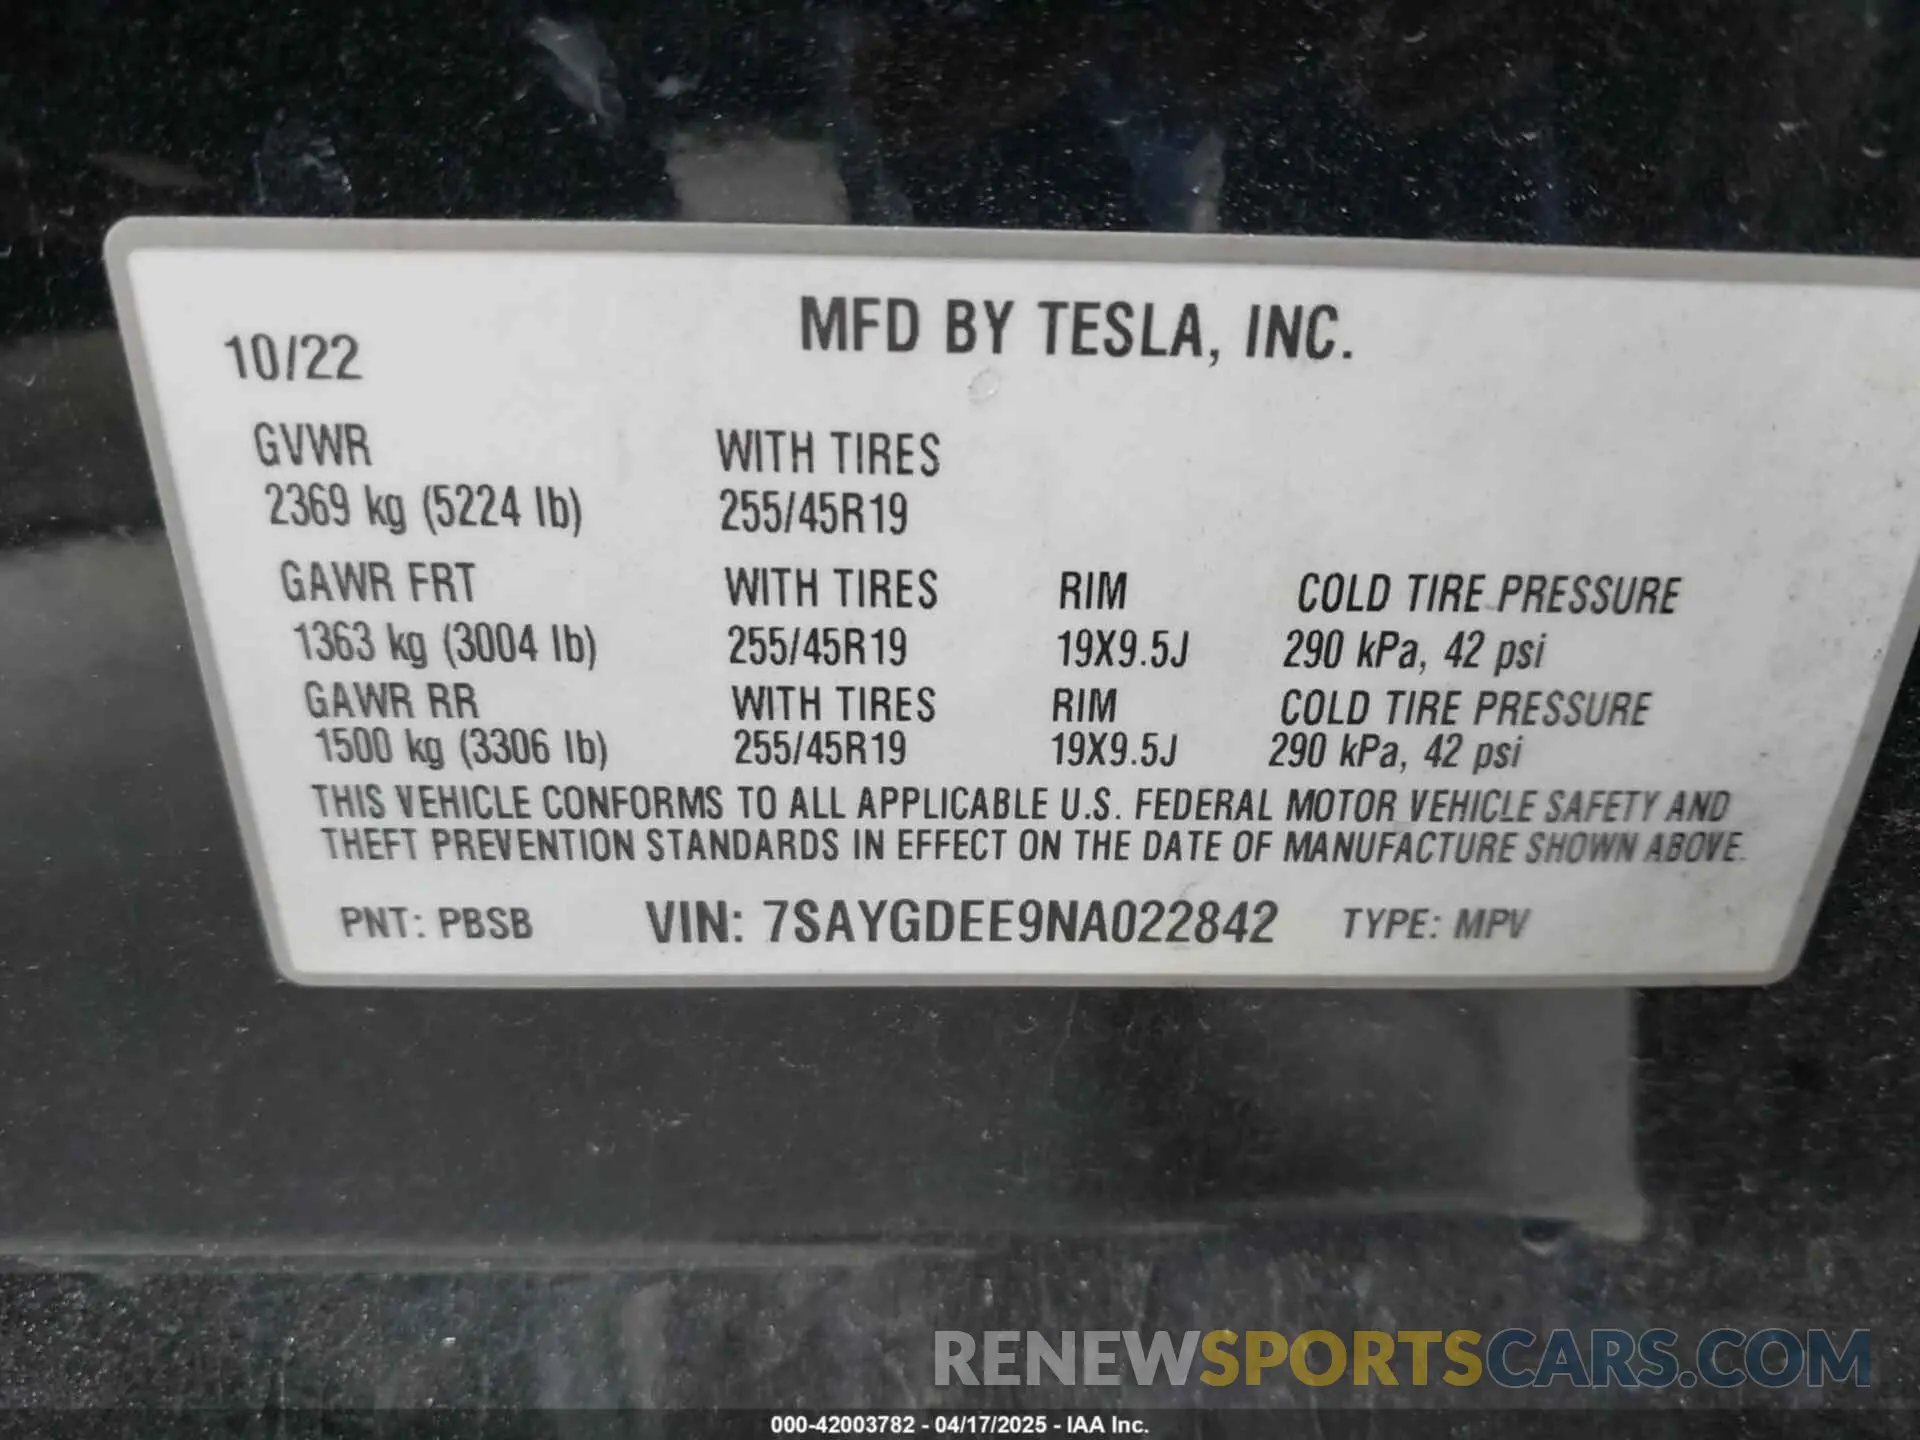 MFD BY TESLA, INC.
10/22
GVWR WITH TIRES
2369 kg (5224 lb) 255/45R19
GAWR FRT WITH TIRES RIM COLD TIRE PRESSURE
1363 kg (3004 lb) 255/45R19 19X9.5J 290 kPa, 42 psi
GAWR RR WITH TIRES RIM COLD TIRE PRESSURE
1500 kg (3306 lb) 255/45R19 19X9.5J 290 kPa, 42 psi
THIS VEHICLE CONFORMS TO ALL APPLICABLE U.S. FEDERAL MOTOR VEHICLE SAFETY AND
THEFT PREVENTION STANDARDS IN EFFECT ON THE DATE OF MANUFACTURE SHOWN ABOVE.
PNT: PBSB VIN: 7SAYGDEE9NA022842 TYPE: MPV
RENEWSPORTSCARS.COM
000-42003782 - 04/17/2025 - IAA Inc.